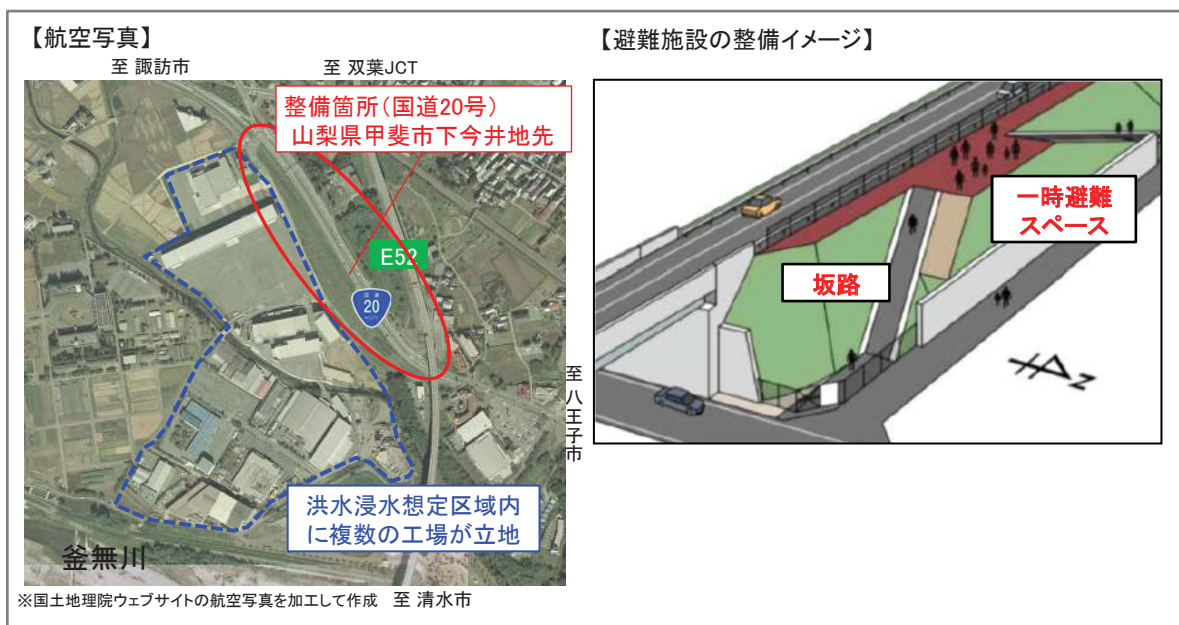 【航空写真】
至 諏訪市
至 双葉JCT
整備箇所(国道20号)
山梨県甲斐市下今井地先
E52
20
至 八王子市
洪水浸水想定区域内
に複数の工場が立地
釜無川
※国土地理院ウェブサイトの航空写真を加工して作成
至 清水市
【避難施設の整備イメージ】
一時避難
スペース
坂路
Z